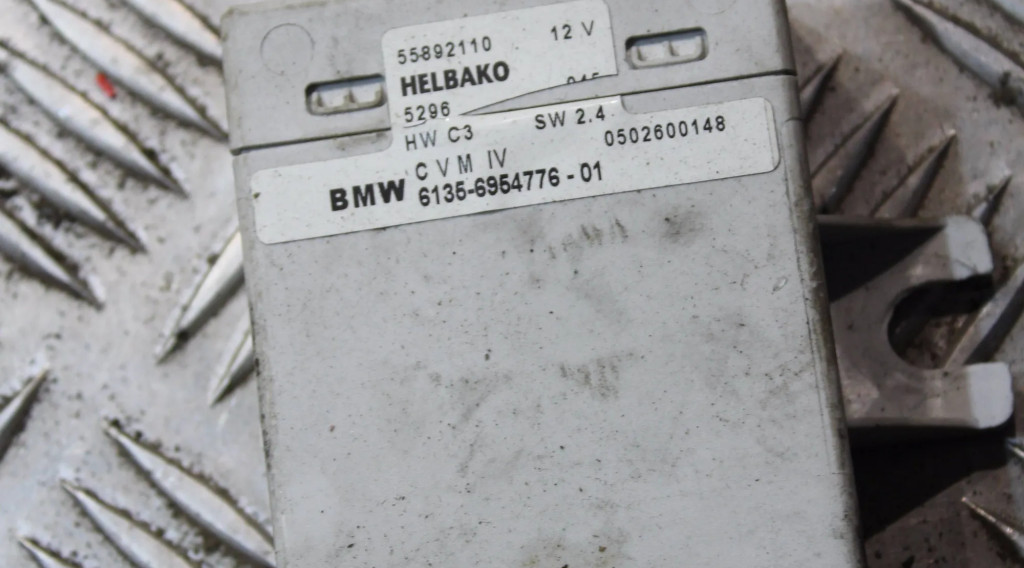 55892110 12 V
HELBAKO
5296
HW C3 SW 2.4 0502600148
C V M IV
BMW 6135-6954776-01